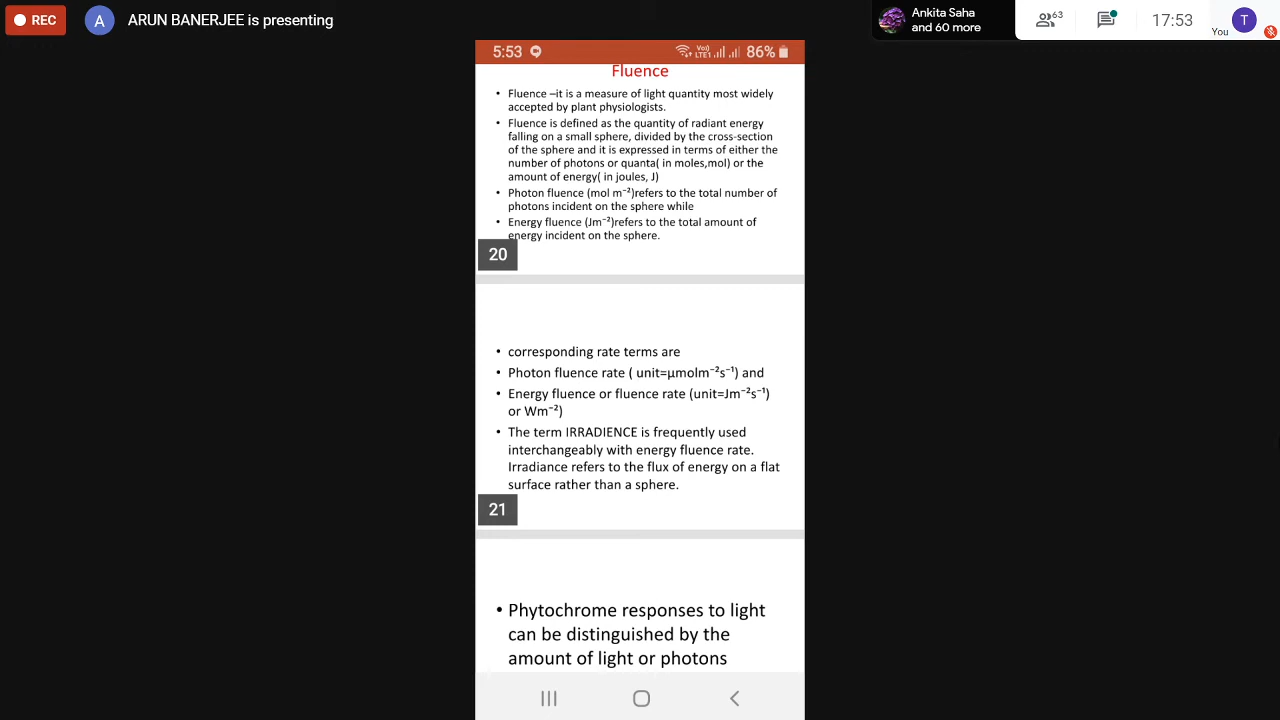 REC
A
ARUN BANERJEE is presenting
Ankita Saha
and 60 more
63
17:53
T
You
5:53
Vo)
LTE1
86%
Fluence
• Fluence –it is a measure of light quantity most widely
accepted by plant physiologists.
• Fluence is defined as the quantity of radiant energy
falling on a small sphere, divided by the cross-section
of the sphere and it is expressed in terms of either the
number of photons or quanta( in moles,mol) or the
amount of energy( in joules, J)
• Photon fluence (mol m⁻²)refers to the total number of
photons incident on the sphere while
• Energy fluence (Jm⁻²)refers to the total amount of
energy incident on the sphere.
20
• corresponding rate terms are
• Photon fluence rate ( unit=μmolm⁻²s⁻¹) and
• Energy fluence or fluence rate (unit=Jm⁻²s⁻¹)
or Wm⁻²)
• The term IRRADIENCE is frequently used
interchangeably with energy fluence rate.
Irradiance refers to the flux of energy on a flat
surface rather than a sphere.
21
• Phytochrome responses to light
can be distinguished by the
amount of light or photons